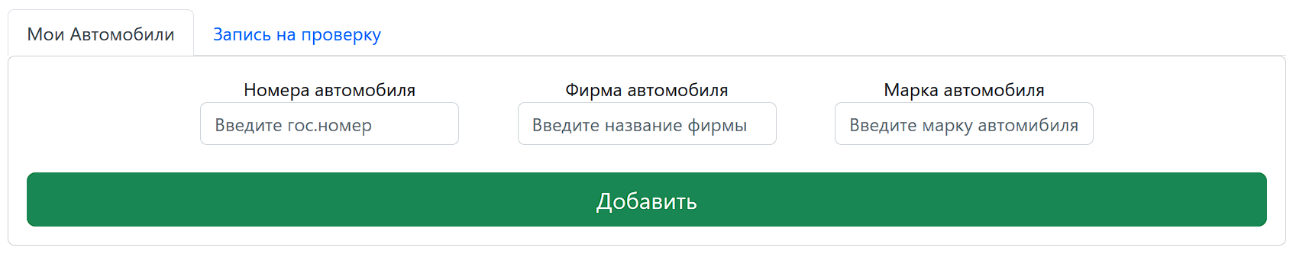 Мои Автомобили Запись на проверку
Номера автомобиля Фирма автомобиля Марка автомобиля
Введите гос.номер Введите название фирмы Введите марку автомибиля
Добавить